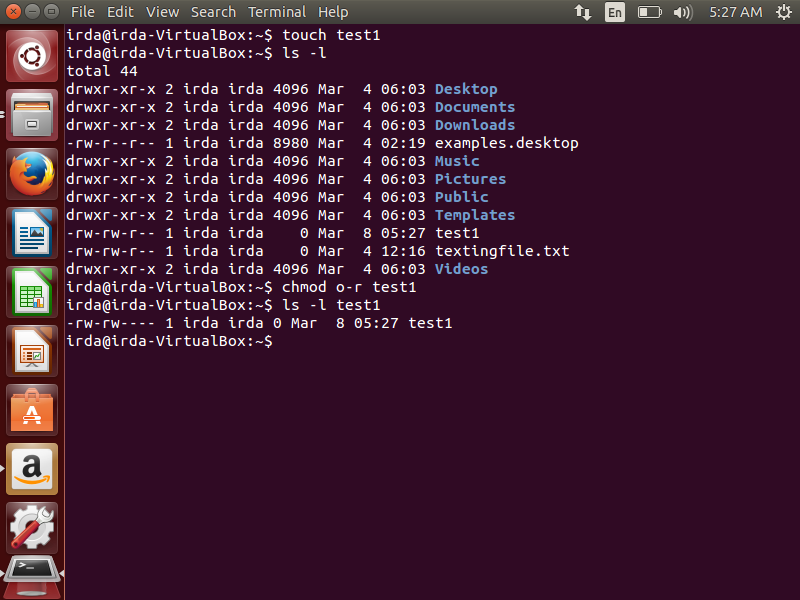 File Edit View Search Terminal Help En 5:27 AM
irda@irda-VirtualBox:~$ touch test1
irda@irda-VirtualBox:~$ ls -l
total 44
drwxr-xr-x 2 irda irda 4096 Mar  4 06:03 Desktop
drwxr-xr-x 2 irda irda 4096 Mar  4 06:03 Documents
drwxr-xr-x 2 irda irda 4096 Mar  4 06:03 Downloads
-rw-r--r-- 1 irda irda 8980 Mar  4 02:19 examples.desktop
drwxr-xr-x 2 irda irda 4096 Mar  4 06:03 Music
drwxr-xr-x 2 irda irda 4096 Mar  4 06:03 Pictures
drwxr-xr-x 2 irda irda 4096 Mar  4 06:03 Public
drwxr-xr-x 2 irda irda 4096 Mar  4 06:03 Templates
-rw-rw-r-- 1 irda irda    0 Mar  8 05:27 test1
-rw-rw-r-- 1 irda irda    0 Mar  4 12:16 textingfile.txt
drwxr-xr-x 2 irda irda 4096 Mar  4 06:03 Videos
irda@irda-VirtualBox:~$ chmod o-r test1
irda@irda-VirtualBox:~$ ls -l test1
-rw-rw---- 1 irda irda 0 Mar  8 05:27 test1
irda@irda-VirtualBox:~$